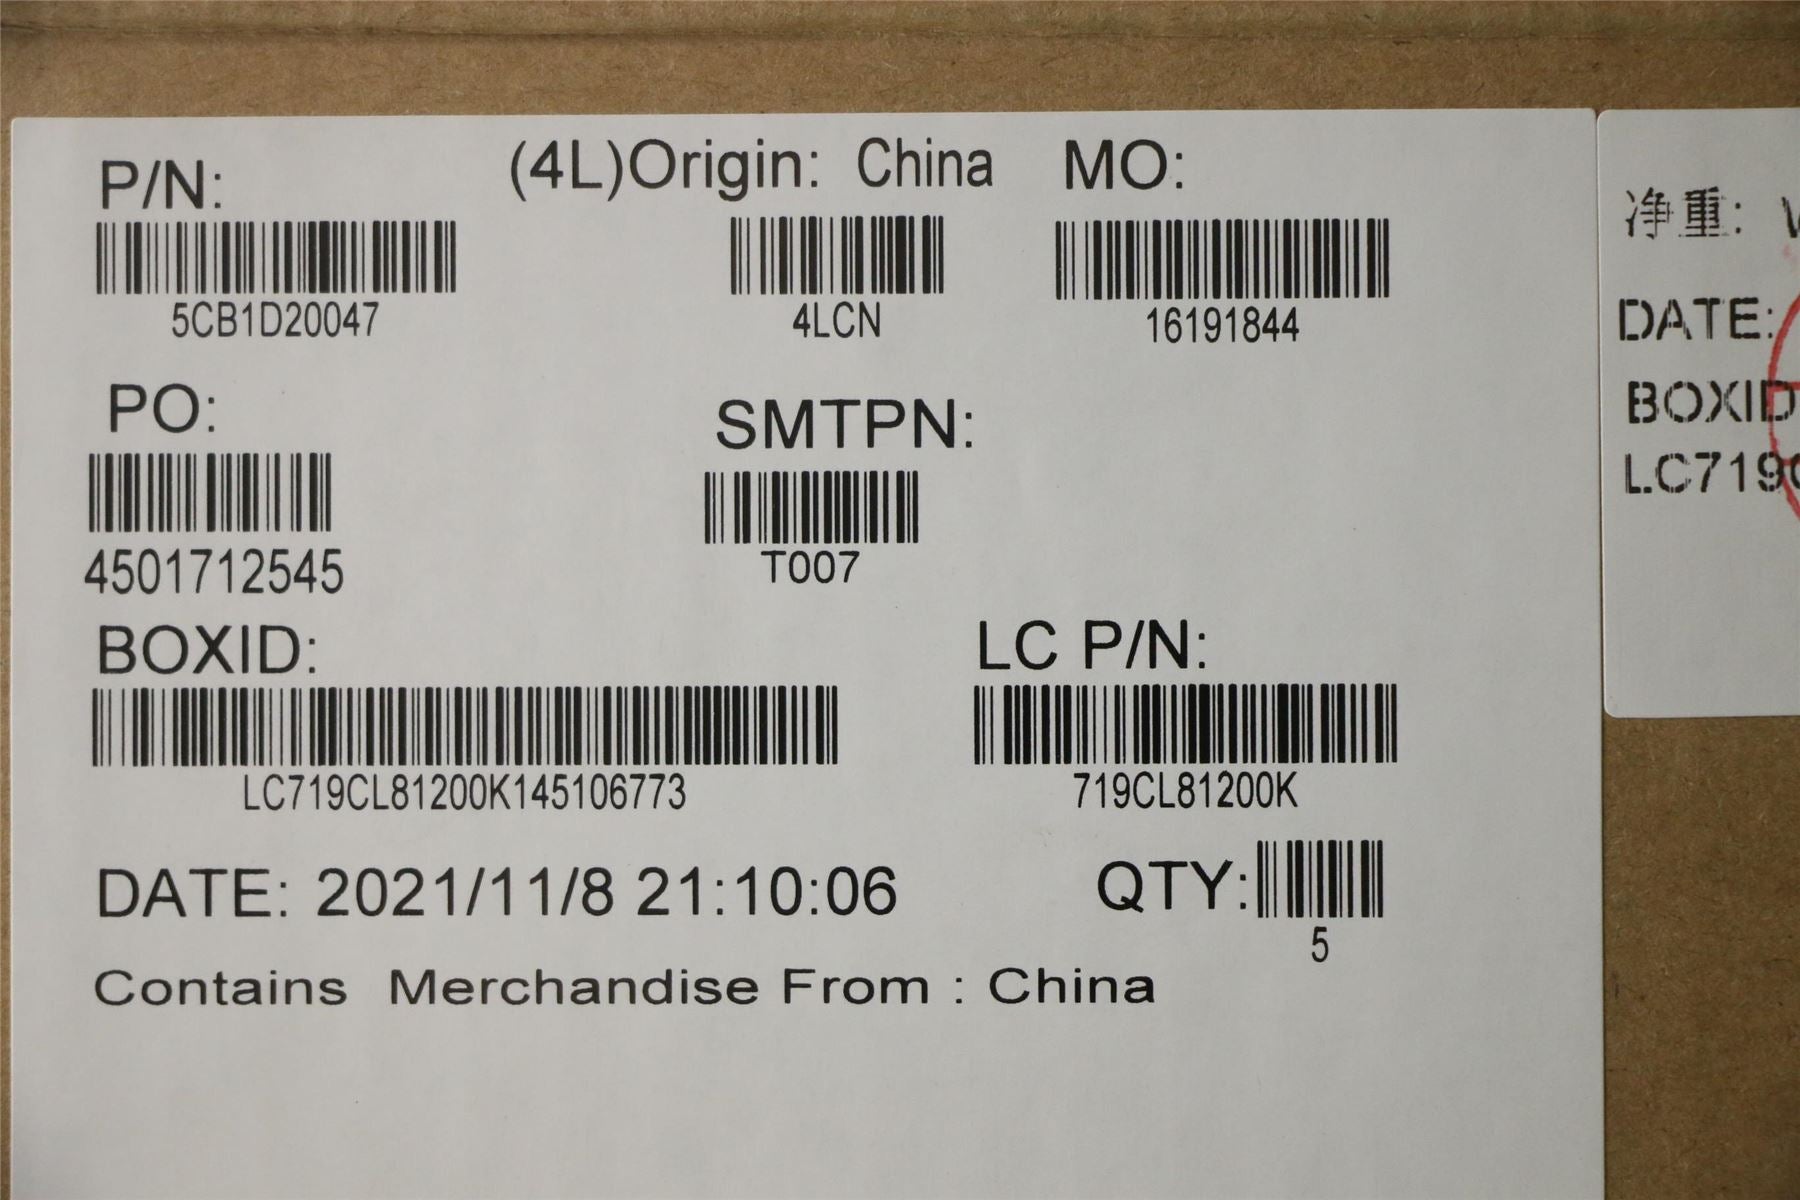 P/N:
(4L)Origin: China
MO:
5CB1D20047
4LCN
16191844
PO:
SMTPN:
4501712545
T007
BOXID:
LC P/N:
LC719CL81200K145106773
719CL81200K
DATE: 2021/11/8 21:10:06
QTY:
5
Contains Merchandise From : China
净重:
DATE:
BOXID
LC719